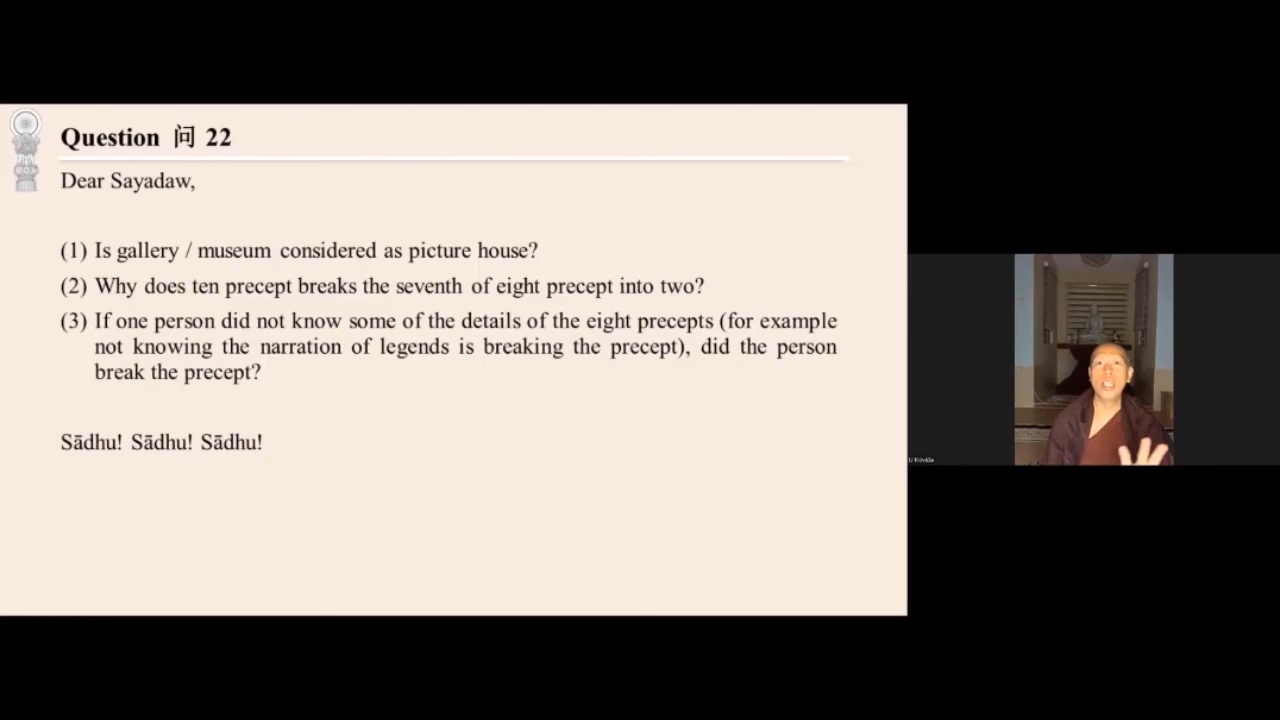 Question 问 22
Dear Sayadaw,
(1) Is gallery / museum considered as picture house?
(2) Why does ten precept breaks the seventh of eight precept into two?
(3) If one person did not know some of the details of the eight precepts (for example
not knowing the narration of legends is breaking the precept), did the person
break the precept?
Sādhu! Sādhu! Sādhu!
U Kovida